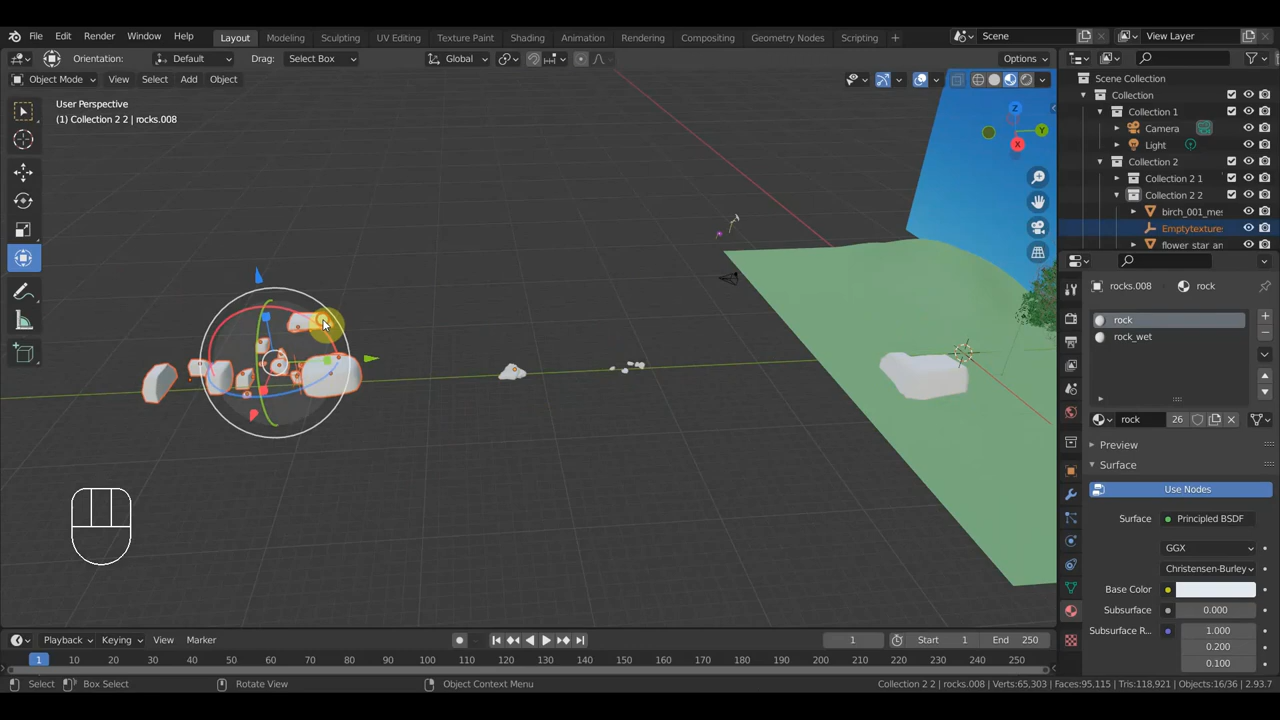 File Edit Render Window Help Layout Modeling Sculpting UV Editing Texture Paint Shading Animation Rendering Compositing Geometry Nodes Scripting + Scene View Layer
Orientation: Default Drag: Select Box Global Options
Object Mode View Select Add Object
User Perspective
(1) Collection 2 2 | rocks.008
Z
Y
X
Scene Collection
Collection
Collection 1
Camera
Light
Collection 2
Collection 2 1
Collection 2 2
birch_001_me
Emptytexture
flower star an
rocks.008 rock
rock
rock_wet
rock 26
Preview
Surface
Use Nodes
Surface Principled BSDF
GGX
Christensen-Burley
Base Color
Subsurface 0.000
Subsurface R... 1.000
0.200
0.100
Playback Keying View Marker 1 Start 1 End 250
1 10 20 30 40 50 60 70 80 90 100 110 120 130 140 150 160 170 180 190 200 210 220 230 240 250
Select Box Select Rotate View Object Context Menu Collection 2 2 | rocks.008 | Verts:65,303 | Faces:95,115 | Tris:118,921 | Objects:16/36 | 2.93.7